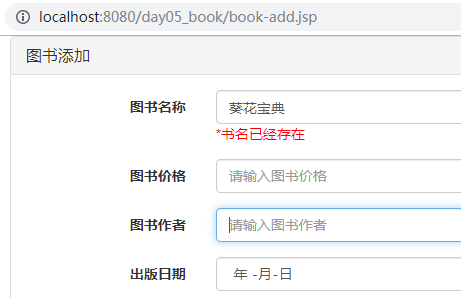 localhost:8080/day05_book/book-add.jsp
图书添加
图书名称 葵花宝典
*书名已经存在
图书价格 请输入图书价格
图书作者 请输入图书作者
出版日期 年 -月-日